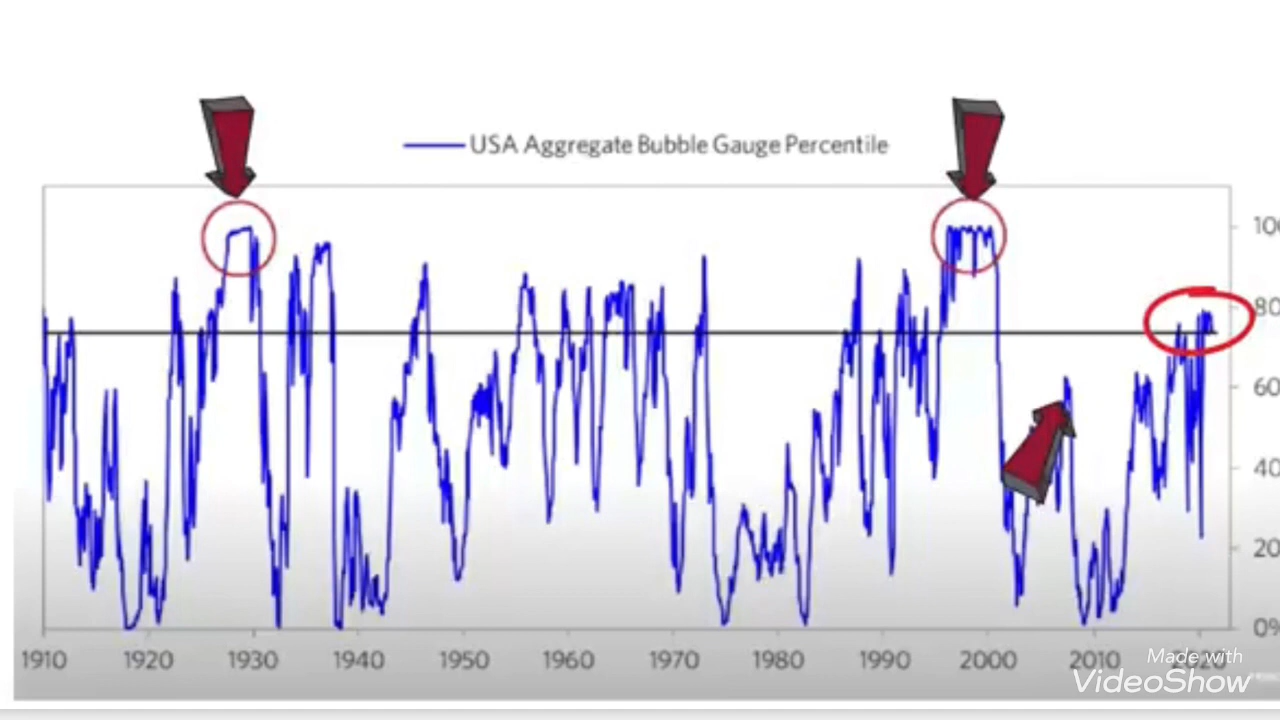 USA Aggregate Bubble Gauge Percentile
80
60
40
20
0%
1910 1920 1930 1940 1950 1960 1970 1980 1990 2000 2010
Made with
VideoShow